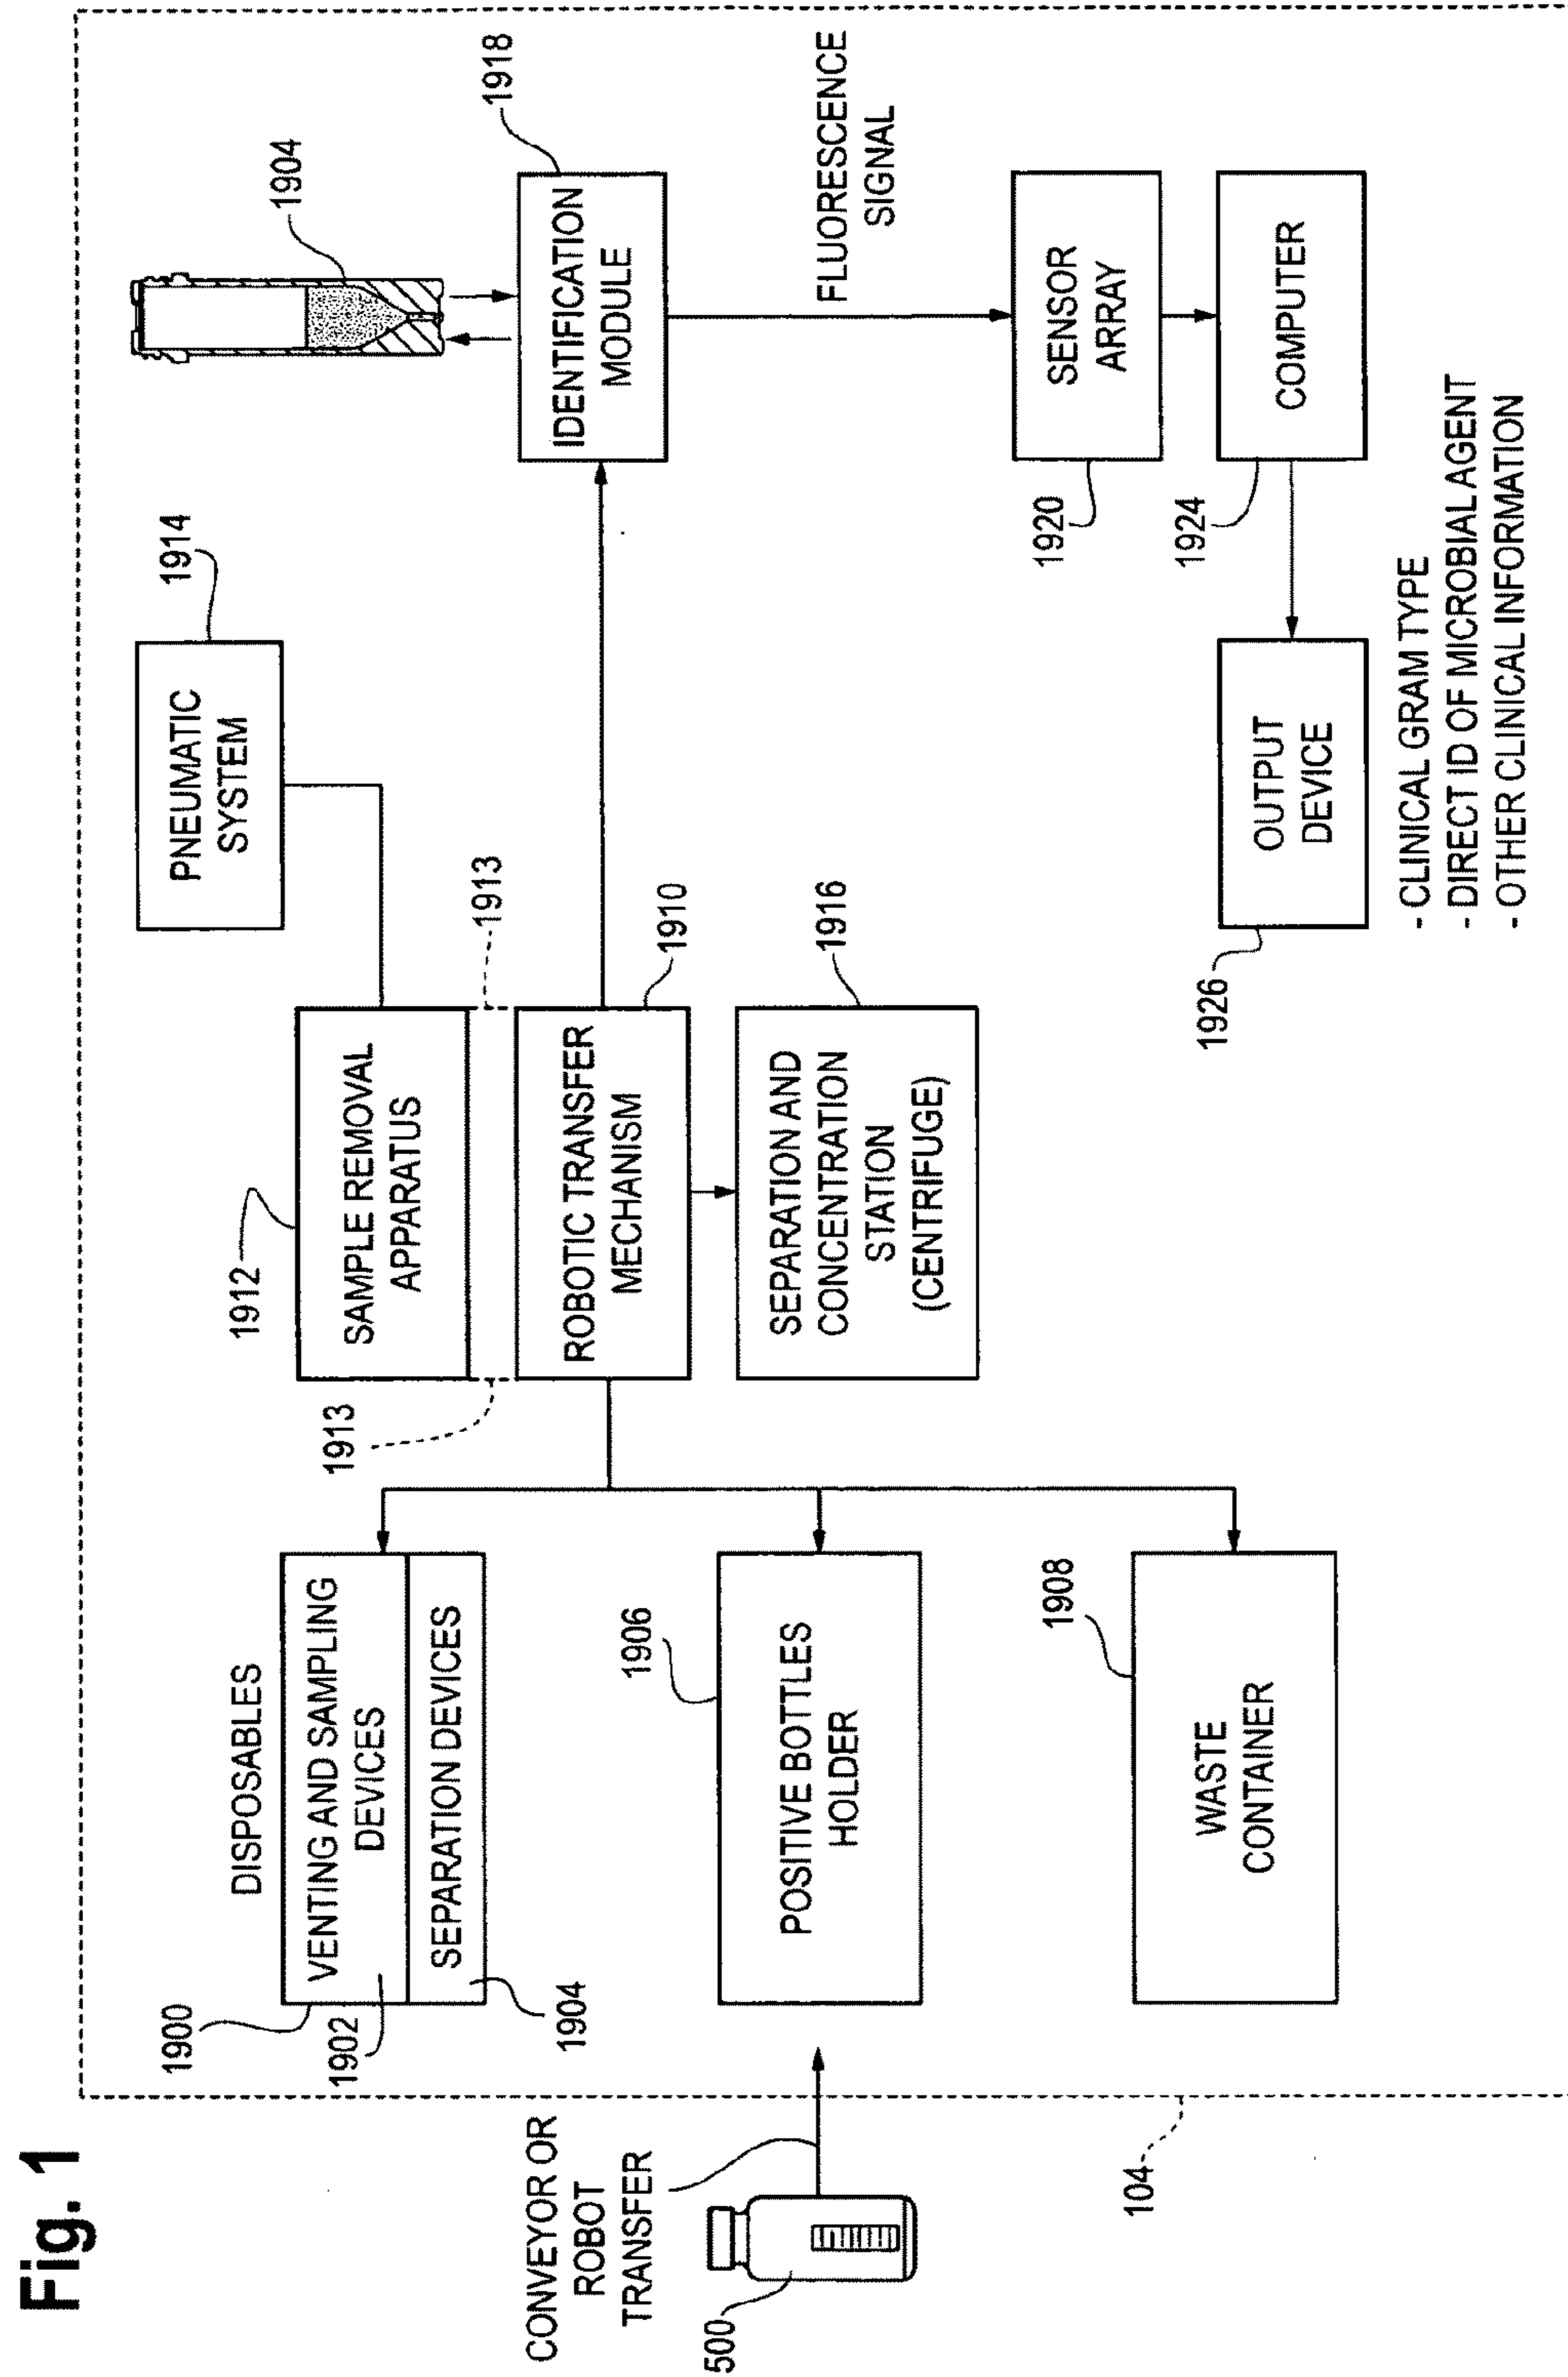 Fig. 1
CONVEYOR OR
ROBOT
TRANSFER
500
104
DISPOSABLES
1900
VENTING AND SAMPLING
DEVICES
1902
SEPARATION DEVICES
1904
1906
POSITIVE BOTTLES
HOLDER
1908
WASTE
CONTAINER
1912
SAMPLE REMOVAL
APPARATUS
1913
1913
ROBOTIC TRANSFER
MECHANISM
1910
SEPARATION AND
CONCENTRATION
STATION
(CENTRIFUGE)
1916
PNEUMATIC
SYSTEM
1914
1904
IDENTIFICATION
MODULE
1918
FLUORESCENCE
SIGNAL
SENSOR
ARRAY
1920
COMPUTER
1924
OUTPUT
DEVICE
1926
- CLINICAL GRAM TYPE
- DIRECT ID OF MICROBIAL AGENT
- OTHER CLINICAL INFORMATION